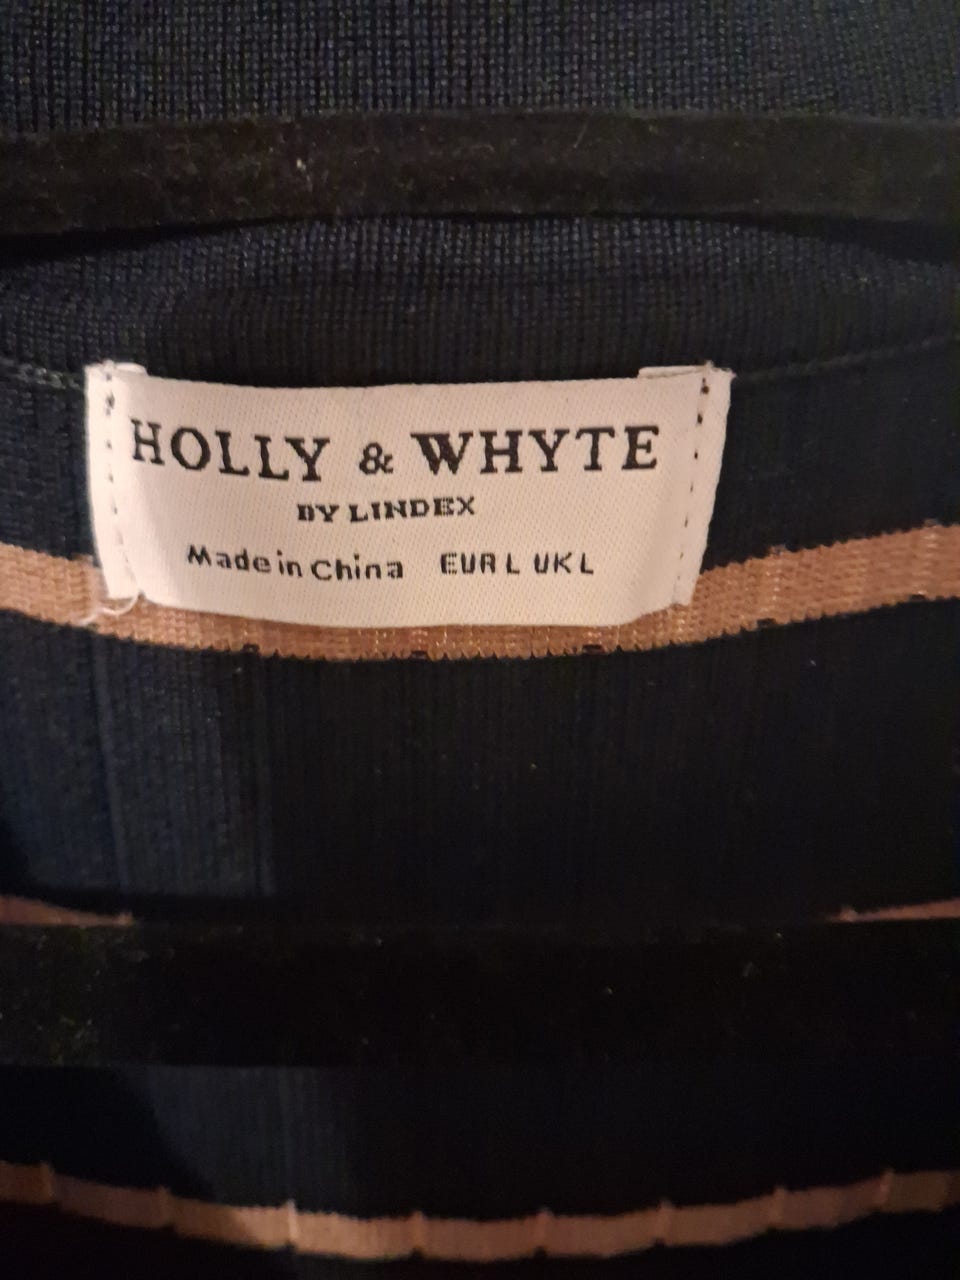 HOLLY & WHYTE
BY LINDEX
Made in China EUR L UK L